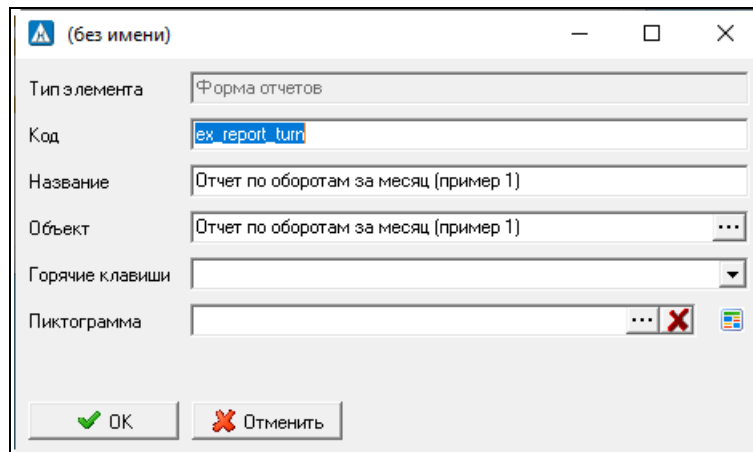 (без имени)
Тип элемента Форма отчетов
Код ex_report_turn
Название Отчет по оборотам за месяц (пример 1)
Объект Отчет по оборотам за месяц (пример 1) ...
Горячие клавиши
Пиктограмма ...
OK Отменить